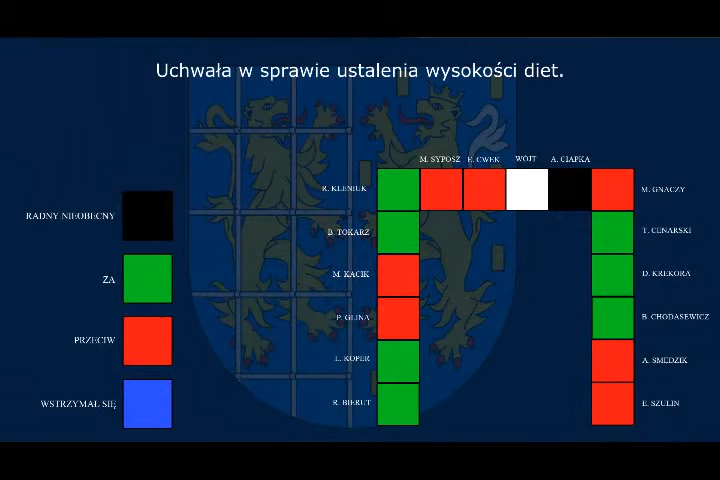 Uchwała w sprawie ustalenia wysokości diet.
M. SYPOSZ E. CWEK WÓJT A. CIAPKA
R. KLENIUK
M. GNACZY
RADNY NIEOBECNY
B. TOKARZ
T. CENARSKI
M. KACIK
D. KREKORA
ZA
P. GLINA
B. CHODASEWICZ
PRZECIW
L. KOPER
A. SMEDZIK
WSTRZYMAŁ SIĘ
R. BIERUT
E. SZULIN